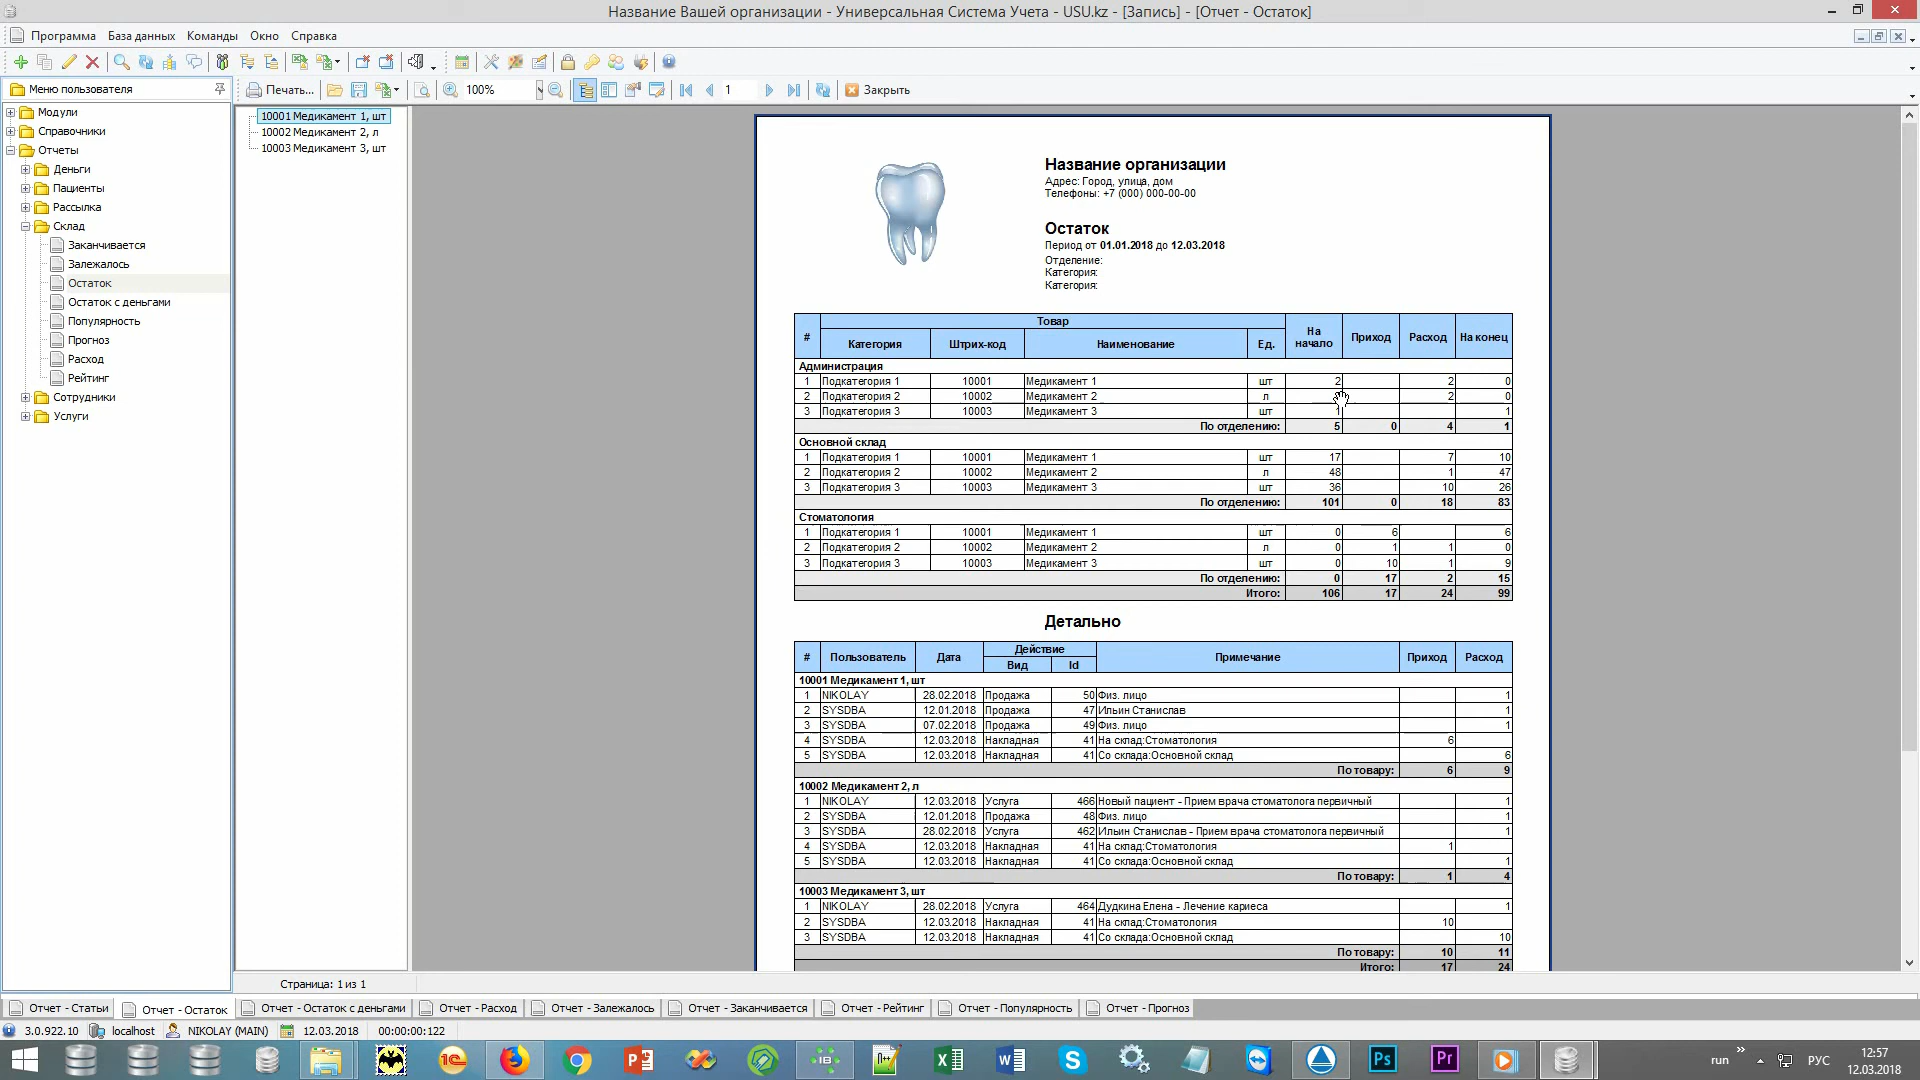 Название Вашей организации - Универсальная Система Учета - USU.kz - [Запись] - [Отчет - Остаток]
Программа База данных Команды Окно Справка
Меню пользователя
Печать... 100% 1 Закрыть
Модули
Справочники
Отчеты
Деньги
Пациенты
Рассылка
Склад
Заканчивается
Залежалось
Остаток
Остаток с деньгами
Популярность
Прогноз
Расход
Рейтинг
Сотрудники
Услуги
10001 Медикамент 1, шт
10002 Медикамент 2, л
10003 Медикамент 3, шт
Название организации
Адрес: Город, улица, дом
Телефоны: +7 (000) 000-00-00
Остаток
Период от 01.01.2018 до 12.03.2018
Отделение:
Категория:
Категория:
# Товар На начало Приход Расход На конец
Категория Штрих-код Наименование Ед.
Администрация
1 Подкатегория 1 10001 Медикамент 1 шт 2 2 0
2 Подкатегория 2 10002 Медикамент 2 л 2 0
3 Подкатегория 3 10003 Медикамент 3 шт 1 1
По отделению: 5 0 4 1
Основной склад
1 Подкатегория 1 10001 Медикамент 1 шт 17 7 10
2 Подкатегория 2 10002 Медикамент 2 л 48 1 47
3 Подкатегория 3 10003 Медикамент 3 шт 36 10 26
По отделению: 101 0 18 83
Стоматология
1 Подкатегория 1 10001 Медикамент 1 шт 0 6 6
2 Подкатегория 2 10002 Медикамент 2 л 0 1 1 0
3 Подкатегория 3 10003 Медикамент 3 шт 0 10 1 9
По отделению: 0 17 2 15
Итого: 106 17 24 99
Детально
# Пользователь Дата Действие Примечание Приход Расход
Вид Id
10001 Медикамент 1, шт
1 NIKOLAY 28.02.2018 Продажа 50 Физ. лицо 1
2 SYSDBA 12.01.2018 Продажа 47 Ильин Станислав 1
3 SYSDBA 07.02.2018 Продажа 49 Физ. лицо 1
4 SYSDBA 12.03.2018 Накладная 41 На склад:Стоматология 6
5 SYSDBA 12.03.2018 Накладная 41 Со склада:Основной склад 6
По товару: 6 9
10002 Медикамент 2, л
1 NIKOLAY 12.03.2018 Услуга 466 Новый пациент - Прием врача стоматолога первичный 1
2 SYSDBA 12.01.2018 Продажа 48 Физ. лицо 1
3 SYSDBA 28.02.2018 Услуга 462 Ильин Станислав - Прием врача стоматолога первичный 1
4 SYSDBA 12.03.2018 Накладная 41 На склад:Стоматология 1
5 SYSDBA 12.03.2018 Накладная 41 Со склада:Основной склад 1
По товару: 1 4
10003 Медикамент 3, шт
1 NIKOLAY 28.02.2018 Услуга 464 Дудкина Елена - Лечение кариеса 1
2 SYSDBA 12.03.2018 Накладная 41 На склад:Стоматология 10
3 SYSDBA 12.03.2018 Накладная 41 Со склада:Основной склад 10
По товару: 10 11
Итого: 17 24
Страница: 1 из 1
Отчет - Статьи Отчет - Остаток Отчет - Остаток с деньгами Отчет - Расход Отчет - Залежалось Отчет - Заканчивается Отчет - Рейтинг Отчет - Популярность Отчет - Прогноз
3.0.922.10 localhost NIKOLAY (MAIN) 12.03.2018 00:00:00:122
run РУС 12:57
12.03.2018